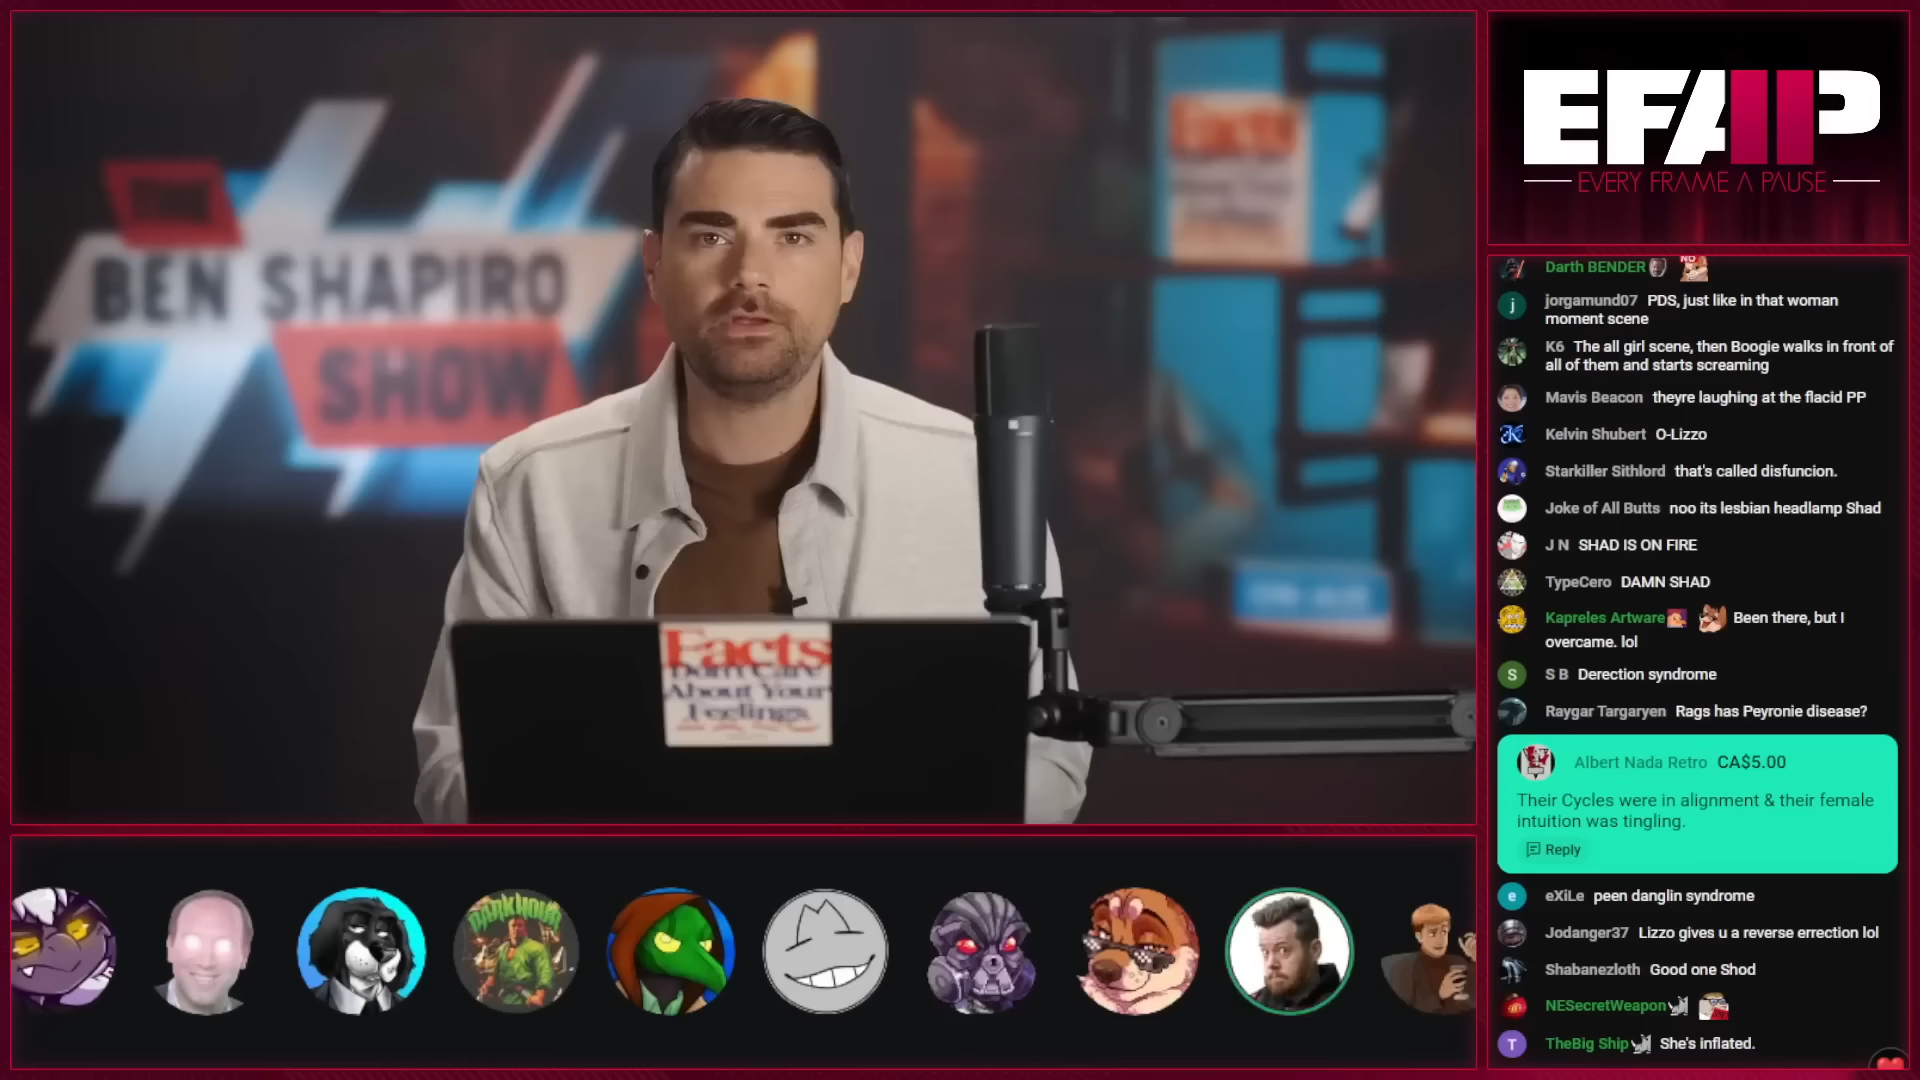 THE
BEN SHAPIRO
SHOW
Facts
Don't Care
About Your
Feelings
DARKHOUR
EFAP
EVERY FRAME A PAUSE
Darth BENDER
NO
jorgamund07 PDS, just like in that woman
moment scene
K6 The all girl scene, then Boogie walks in front of
all of them and starts screaming
Mavis Beacon theyre laughing at the flacid PP
Kelvin Shubert O-Lizzo
Starkiller Sithlord that's called disfuncion.
Joke of All Butts noo its lesbian headlamp Shad
J N SHAD IS ON FIRE
TypeCero DAMN SHAD
Kapreles Artware Been there, but I
overcame. lol
S
S B Derection syndrome
Raygar Targaryen Rags has Peyronie disease?
Albert Nada Retro CA$5.00
Their Cycles were in alignment & their female
intuition was tingling.
Reply
e
eXiLe peen danglin syndrome
Jodanger37 Lizzo gives u a reverse errection lol
Shabanezloth Good one Shod
NESecretWeapon
T
TheBig Ship She's inflated.